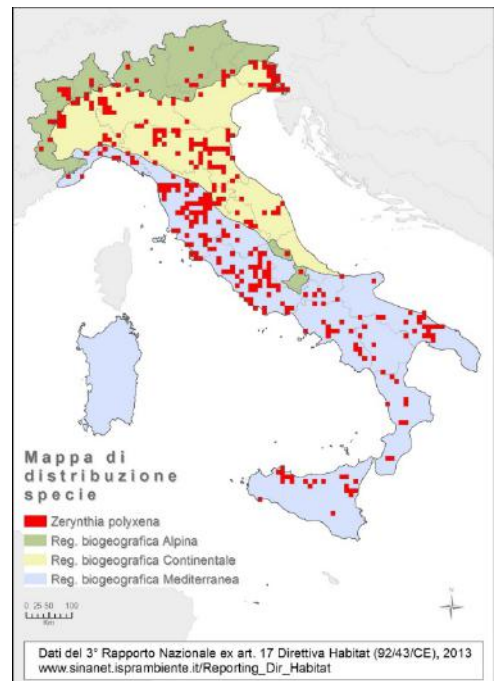 Mappa di
distribuzione
specie
Zerynthia polyxena
Reg. biogeografica Alpina
Reg. biogeografica Continentale
Reg. biogeografica Mediterranea
0 25 50 100
Km
N
Dati del 3° Rapporto Nazionale ex art. 17 Direttiva Habitat (92/43/CE), 2013
www.sinanet.isprambiente.it/Reporting_Dir_Habitat